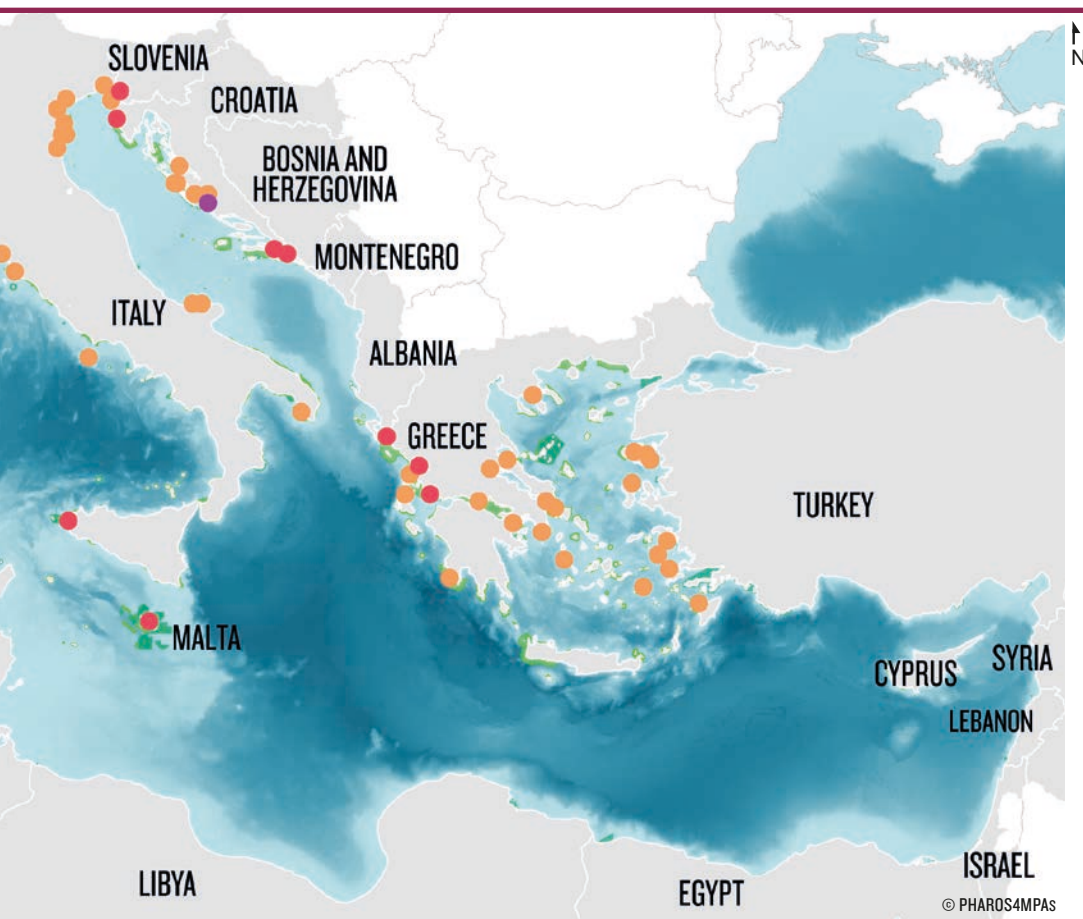 N
SLOVENIA
CROATIA
BOSNIA AND
HERZEGOVINA
MONTENEGRO
ITALY
ALBANIA
GREECE
TURKEY
MALTA
CYPRUS
SYRIA
LEBANON
ISRAEL
LIBYA
EGYPT
© PHAROS4MPAs